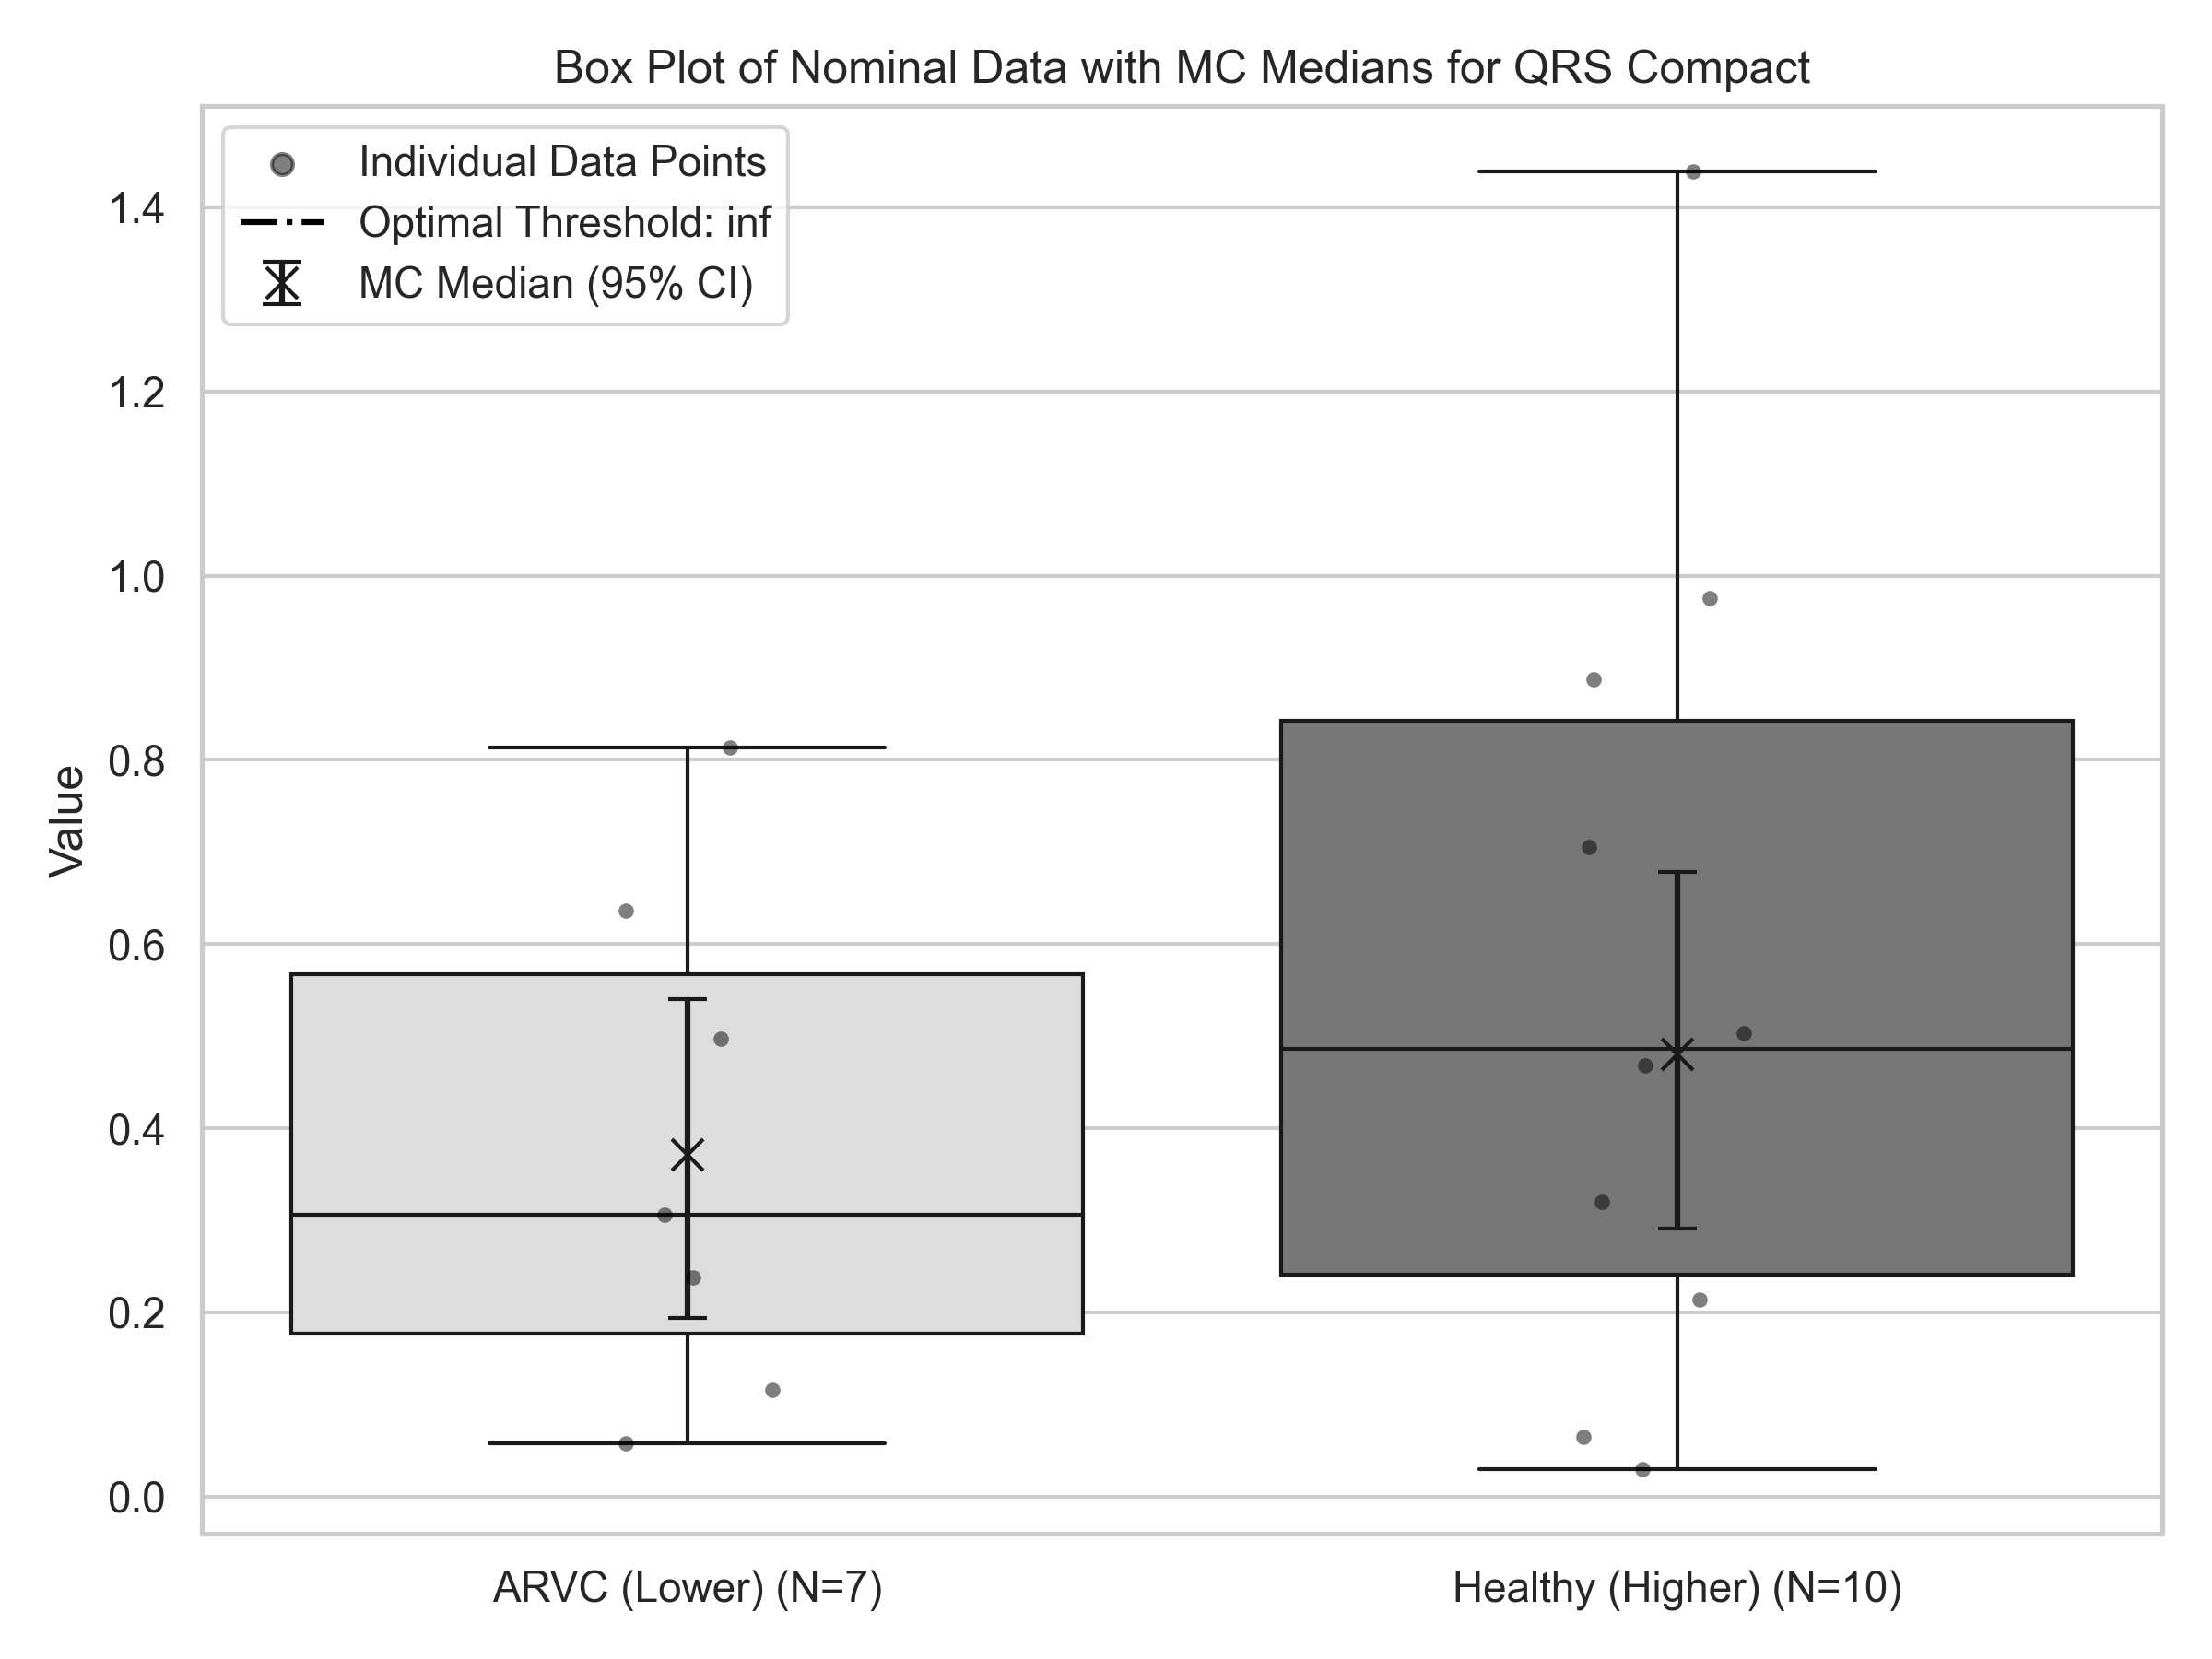 Box Plot of Nominal Data with MC Medians for QRS Compact
Individual Data Points
Optimal Threshold: inf
MC Median (95% CI)
Value
1.4
1.2
1.0
0.8
0.6
0.4
0.2
0.0
ARVC (Lower) (N=7)
Healthy (Higher) (N=10)